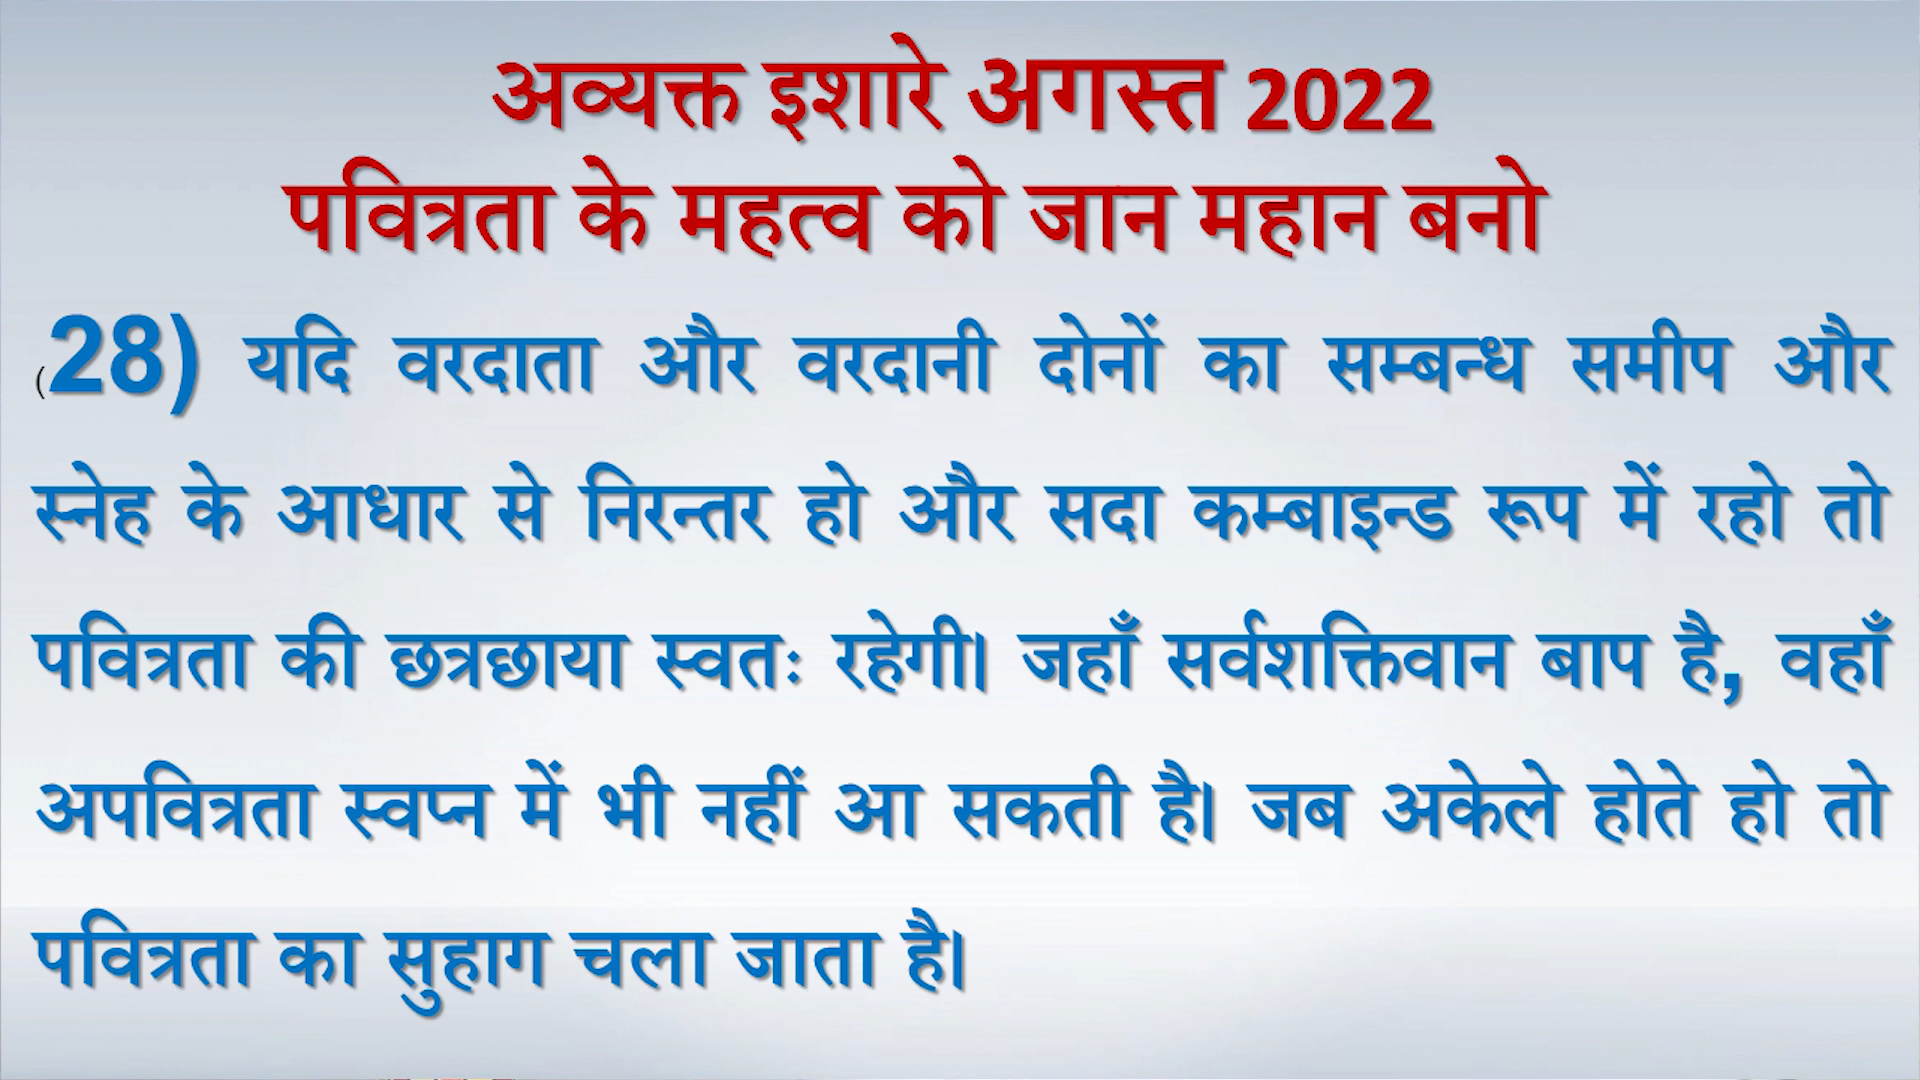 अव्यक्त इशारे अगस्त 2022
पवित्रता के महत्व को जान महान बनो
(28) यदि वरदाता और वरदानी दोनों का सम्बन्ध समीप और
स्नेह के आधार से निरन्तर हो और सदा कम्बाइन्ड रूप में रहो तो
पवित्रता की छत्रछाया स्वतः रहेगी। जहाँ सर्वशक्तिवान बाप है, वहाँ
अपवित्रता स्वप्न में भी नहीं आ सकती है। जब अकेले होते हो तो
पवित्रता का सुहाग चला जाता है।